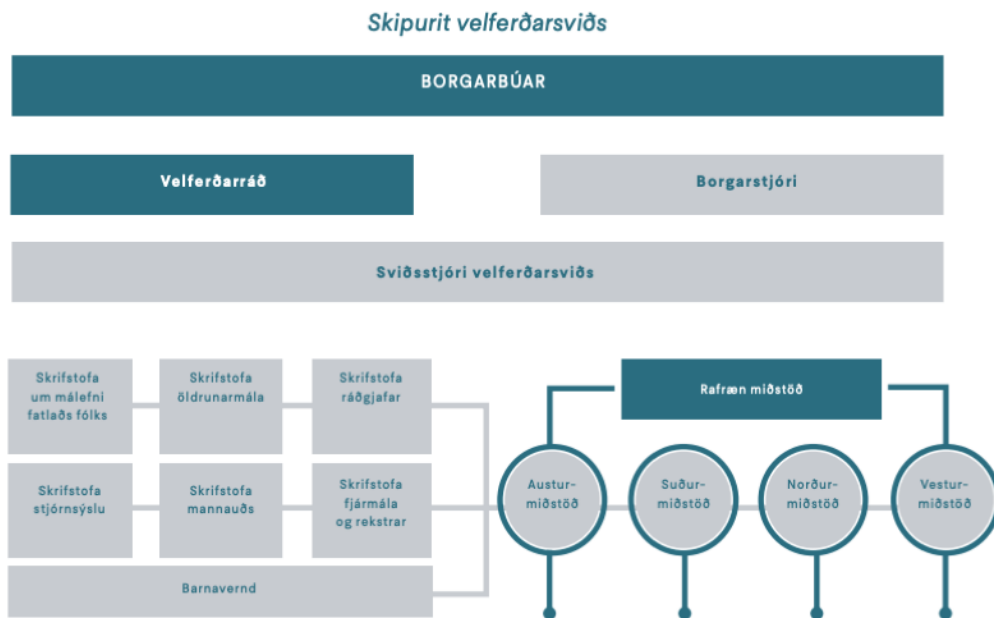 Skipurit velferðarsviðs
BORGARBÚAR
Velferðarráð
Borgarstjóri
Sviðsstjóri velferðarsviðs
Skrifstofa
um málefni
fatlaðs fólks
Skrifstofa
öldrunarmála
Skrifstofa
ráðgjafar
Rafræn miðstöð
Skrifstofa
stjórnsýslu
Skrifstofa
mannauðs
Skrifstofa
fjármála
og rekstrar
Austur-
miðstöð
Suður-
miðstöð
Norður-
miðstöð
Vestur-
miðstöð
Barnavernd